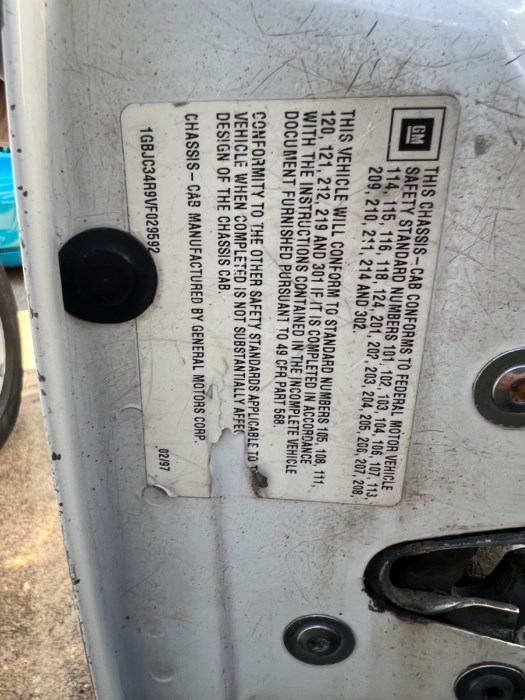 GM
THIS CHASSIS-CAB CONFORMS TO FEDERAL MOTOR VEHICLE
SAFETY STANDARD NUMBERS 101, 102, 103, 104, 106, 107, 113,
114, 115, 116, 118, 124, 201, 202, 203, 204, 205, 206, 207, 208,
209, 210, 211, 214 AND 302.
THIS VEHICLE WILL CONFORM TO STANDARD NUMBERS 105, 108, 111,
120, 121, 212, 219 AND 301 IF IT IS COMPLETED IN ACCORDANCE
WITH THE INSTRUCTIONS CONTAINED IN THE INCOMPLETE VEHICLE
DOCUMENT FURNISHED PURSUANT TO 49 CFR PART 568.
CONFORMITY TO THE OTHER SAFETY STANDARDS APPLICABLE TO T
VEHICLE WHEN COMPLETED IS NOT SUBSTANTIALLY AFFEC
DESIGN OF THE CHASSIS CAB.
CHASSIS-CAB MANUFACTURED BY GENERAL MOTORS CORP.
02/97
1GBJC34R9VF029592